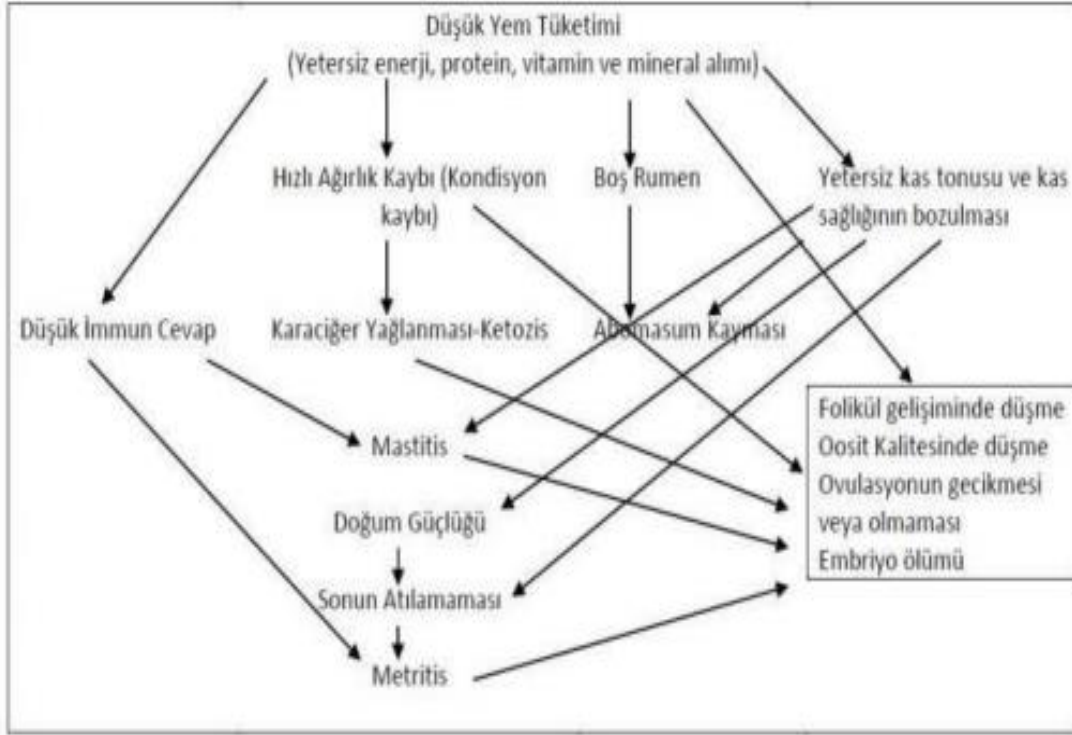 Düşük Yem Tüketimi
(Yetersiz enerji, protein, vitamin ve mineral alımı)
Hızlı Ağırlık Kaybı (Kondisyon
kaybı)
Boş Rumen
Yetersiz kas tonusu ve kas
sağlığının bozulması
Düşük İmmun Cevap
Karaciğer Yağlanması-Ketozis
Abomasum Kayması
Mastitis
Doğum Güçlüğü
Sonun Atılamaması
Metritis
Folikül gelişiminde düşme
Oosit Kalitesinde düşme
Ovulasyonun gecikmesi
veya olmaması
Embriyo ölümü